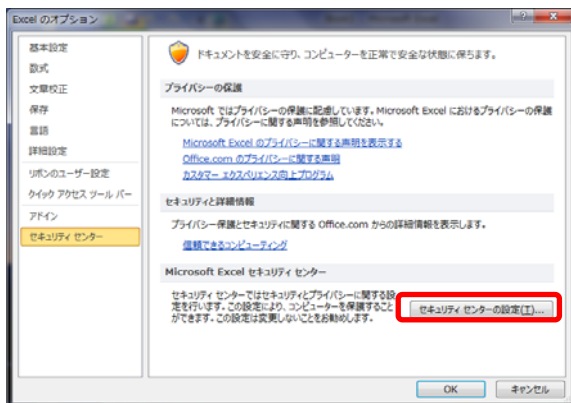 Excel のオプション
基本設定
数式
文章校正
保存
言語
詳細設定
リボンのユーザー設定
クイック アクセス ツール バー
アドイン
セキュリティ センター
ドキュメントを安全に守り、コンピューターを正常で安全な状態に保ちます。
プライバシーの保護
Microsoft ではプライバシーの保護に配慮しています。Microsoft Excel におけるプライバシーの保護
については、プライバシーに関する声明を参照してください。
Microsoft Excel のプライバシーに関する声明を表示する
Office.com のプライバシーに関する声明
カスタマー エクスペリエンス向上プログラム
セキュリティと詳細情報
プライバシー保護とセキュリティに関する Office.com からの詳細情報を表示します。
信頼できるコンピューティング
Microsoft Excel セキュリティ センター
セキュリティ センターではセキュリティとプライバシーに関する設
定を行います。この設定により、コンピューターを保護すること
ができます。この設定は変更しないことをお勧めします。
セキュリティ センターの設定(T)...
OK
キャンセル